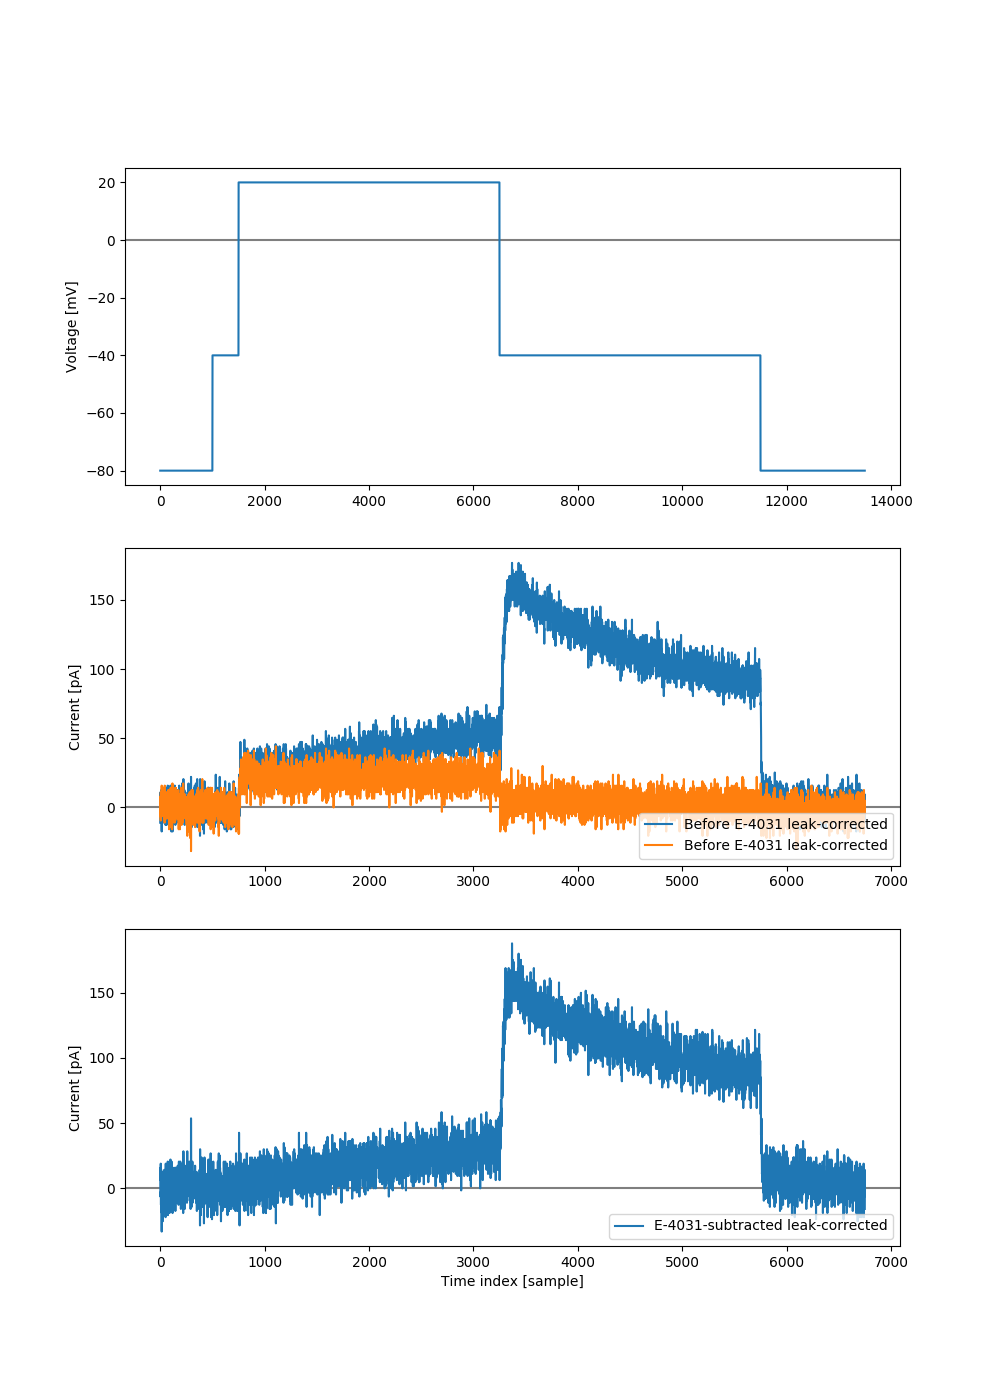 20
0
−20
−40
−60
−80
Voltage [mV]
0 2000 4000 6000 8000 10000 12000 14000
150
100
50
0
Current [pA]
Before E-4031 leak-corrected
Before E-4031 leak-corrected
0 1000 2000 3000 4000 5000 6000 7000
150
100
50
0
Current [pA]
E-4031-subtracted leak-corrected
0 1000 2000 3000 4000 5000 6000 7000
Time index [sample]